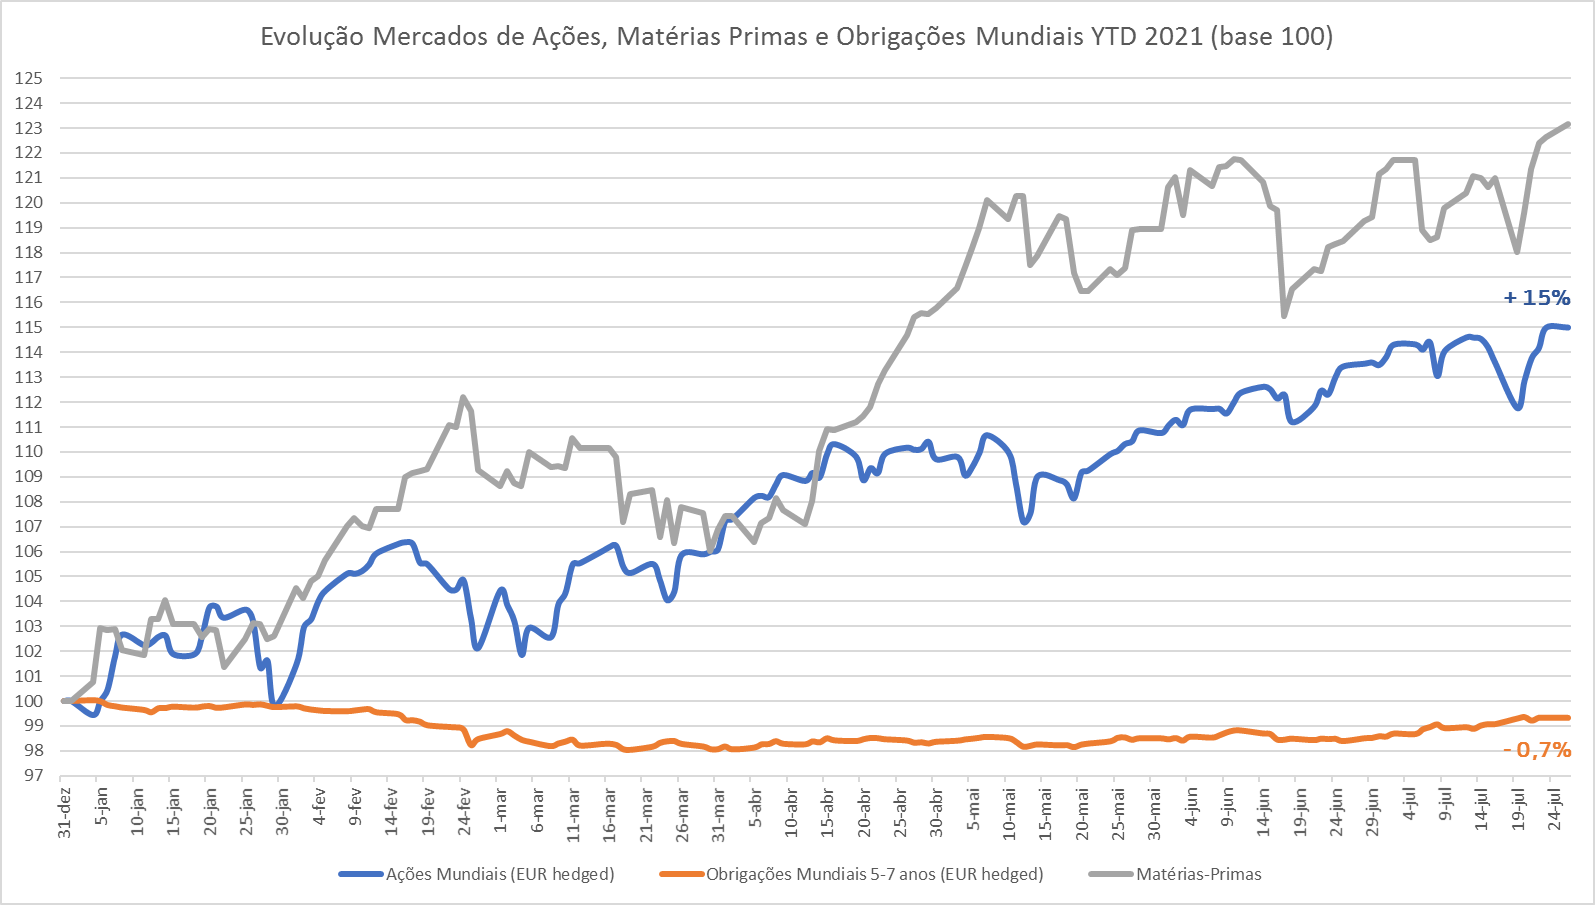 Evolução Mercados de Ações, Matérias Primas e Obrigações Mundiais YTD 2021 (base 100)
125
124
123
122
121
120
119
118
117
116
115
114
113
112
111
110
109
108
107
106
105
104
103
102
101
100
99
98
97
+ 15%
- 0,7%
31-dez
5-jan
10-jan
15-jan
20-jan
25-jan
30-jan
4-fev
9-fev
14-fev
19-fev
24-fev
1-mar
6-mar
11-mar
16-mar
21-mar
26-mar
31-mar
5-abr
10-abr
15-abr
20-abr
25-abr
30-abr
5-mai
10-mai
15-mai
20-mai
25-mai
30-mai
4-jun
9-jun
14-jun
19-jun
24-jun
29-jun
4-jul
9-jul
14-jul
19-jul
24-jul
Ações Mundiais (EUR hedged)
Obrigações Mundiais 5-7 anos (EUR hedged)
Matérias-Primas